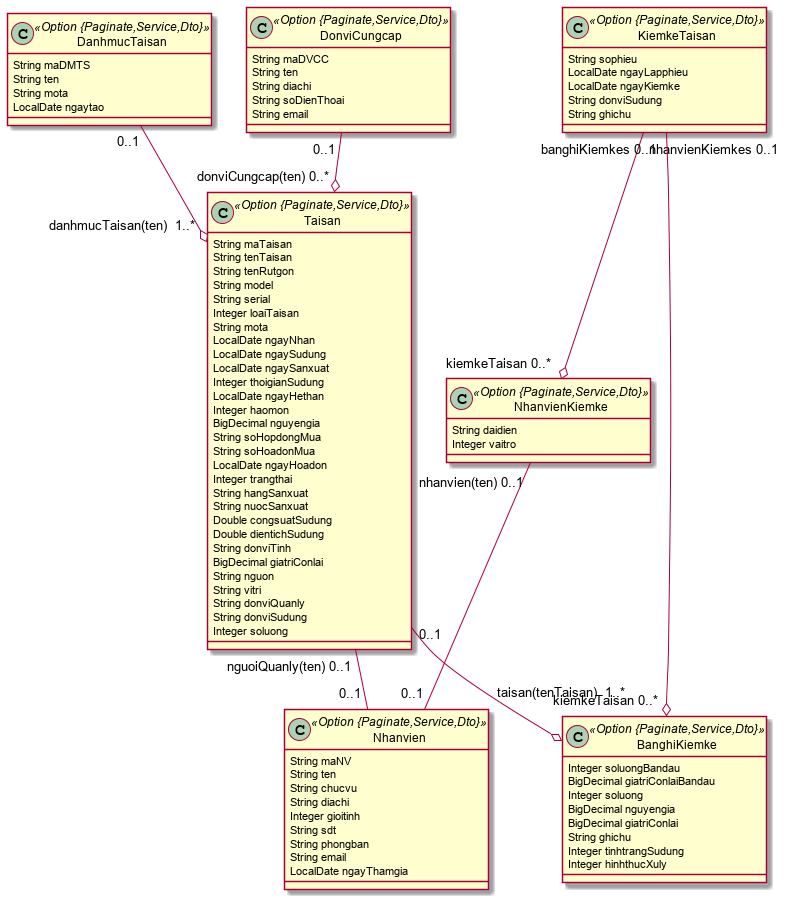 C «Option {Paginate,Service,Dto}»
DanhmucTaisan
String maDMTS
String ten
String mota
LocalDate ngaytao
C «Option {Paginate,Service,Dto}»
DonviCungcap
String maDVCC
String ten
String diachi
String soDienThoai
String email
C «Option {Paginate,Service,Dto}»
KiemkeTaisan
String sophieu
LocalDate ngayLapphieu
LocalDate ngayKiemke
String donviSudung
String ghichu
0..1
0..1
banghiKiemkes 0..1
nhanvienKiemkes 0..1
donviCungcap(ten) 0..*
danhmucTaisan(ten) 1..*
C «Option {Paginate,Service,Dto}»
Taisan
String maTaisan
String tenTaisan
String tenRutgon
String model
String serial
Integer loaiTaisan
String mota
LocalDate ngayNhan
LocalDate ngaySudung
LocalDate ngaySanxuat
Integer thoigianSudung
LocalDate ngayHethan
Integer haomon
BigDecimal nguyengia
String soHopdongMua
String soHoadonMua
LocalDate ngayHoadon
Integer trangthai
String hangSanxuat
String nuocSanxuat
Double congsuatSudung
Double dientichSudung
String donviTinh
BigDecimal giatriConlai
String nguon
String vitri
String donviQuanly
String donviSudung
Integer soluong
kiemkeTaisan 0..*
C «Option {Paginate,Service,Dto}»
NhanvienKiemke
String daidien
Integer vaitro
nhanvien(ten) 0..1
0..1
nguoiQuanly(ten) 0..1
0..1
0..1
taisan(tenTaisan) 1..*
kiemkeTaisan 0..*
C «Option {Paginate,Service,Dto}»
Nhanvien
String maNV
String ten
String chucvu
String diachi
Integer gioitinh
String sdt
String phongban
String email
LocalDate ngayThamgia
C «Option {Paginate,Service,Dto}»
BanghiKiemke
Integer soluongBandau
BigDecimal giatriConlaiBandau
Integer soluong
BigDecimal nguyengia
BigDecimal giatriConlai
String ghichu
Integer tinhtrangSudung
Integer hinhthucXuly